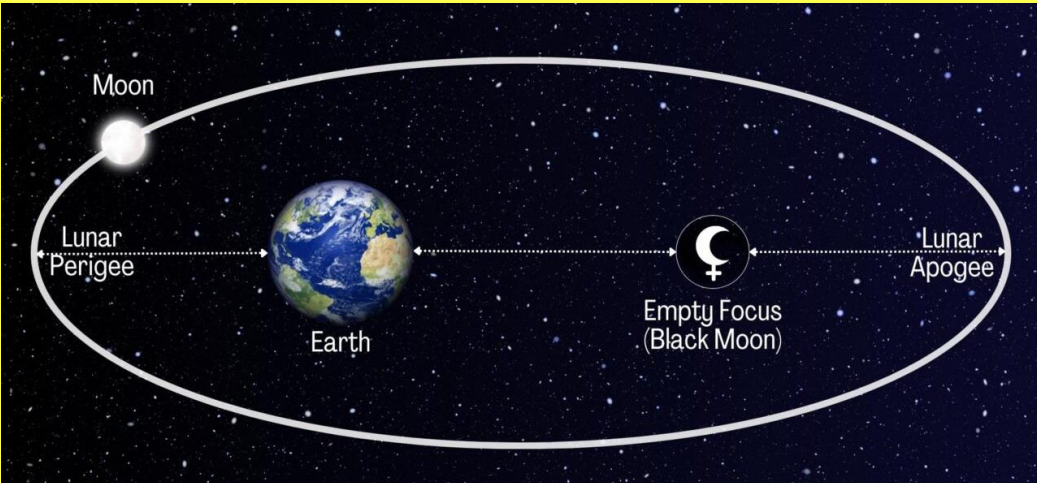 Moon
Lunar
Perigee
Earth
Empty Focus
(Black Moon)
Lunar
Apogee